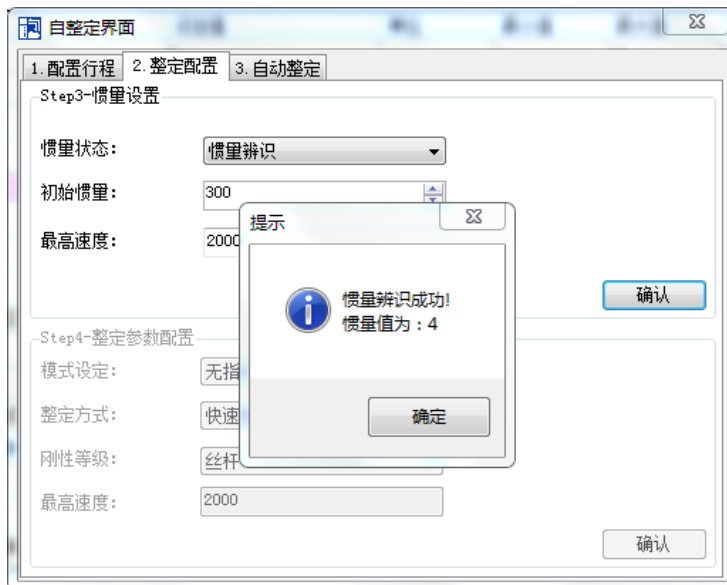 自整定界面
1.配置行程 2.整定配置 3.自动整定
Step3-惯量设置
惯量状态： 惯量辨识
初始惯量： 300
最高速度： 2000
确认
提示
惯量辨识成功!
惯量值为：4
确定
Step4-整定参数配置
模式设定： 无指
整定方式： 快速
刚性等级： 丝杆
最高速度： 2000
确认